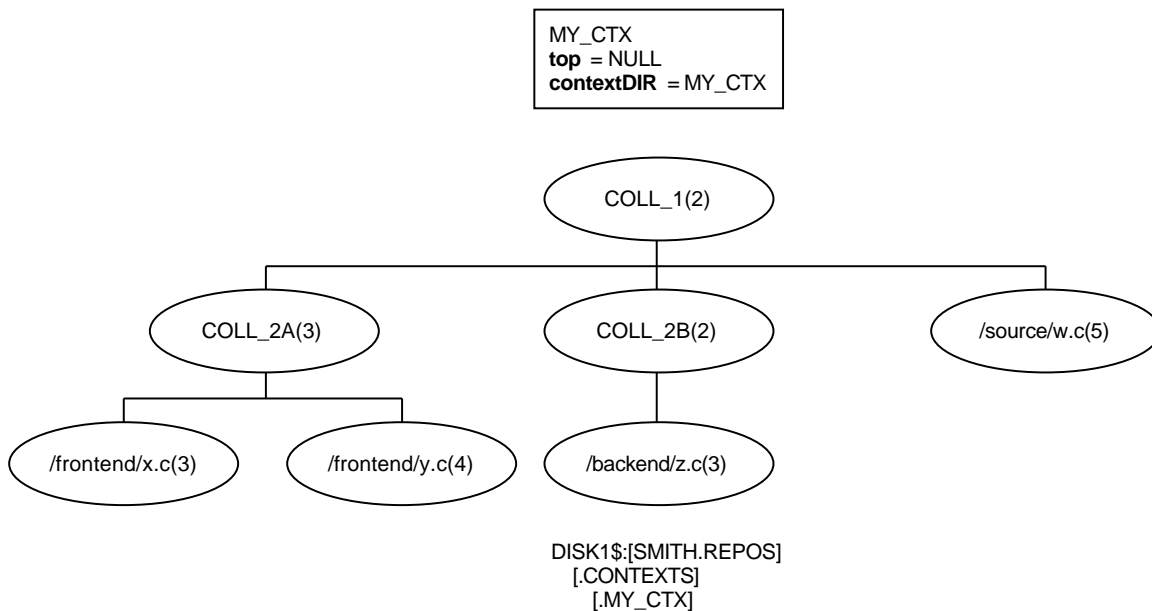 MY_CTX
top = NULL
contextDIR = MY_CTX
COLL_1(2)
COLL_2A(3)
COLL_2B(2)
/source/w.c(5)
/frontend/x.c(3)
/frontend/y.c(4)
/backend/z.c(3)
DISK1$:[SMITH.REPOS]
[.CONTEXTS]
[.MY_CTX]